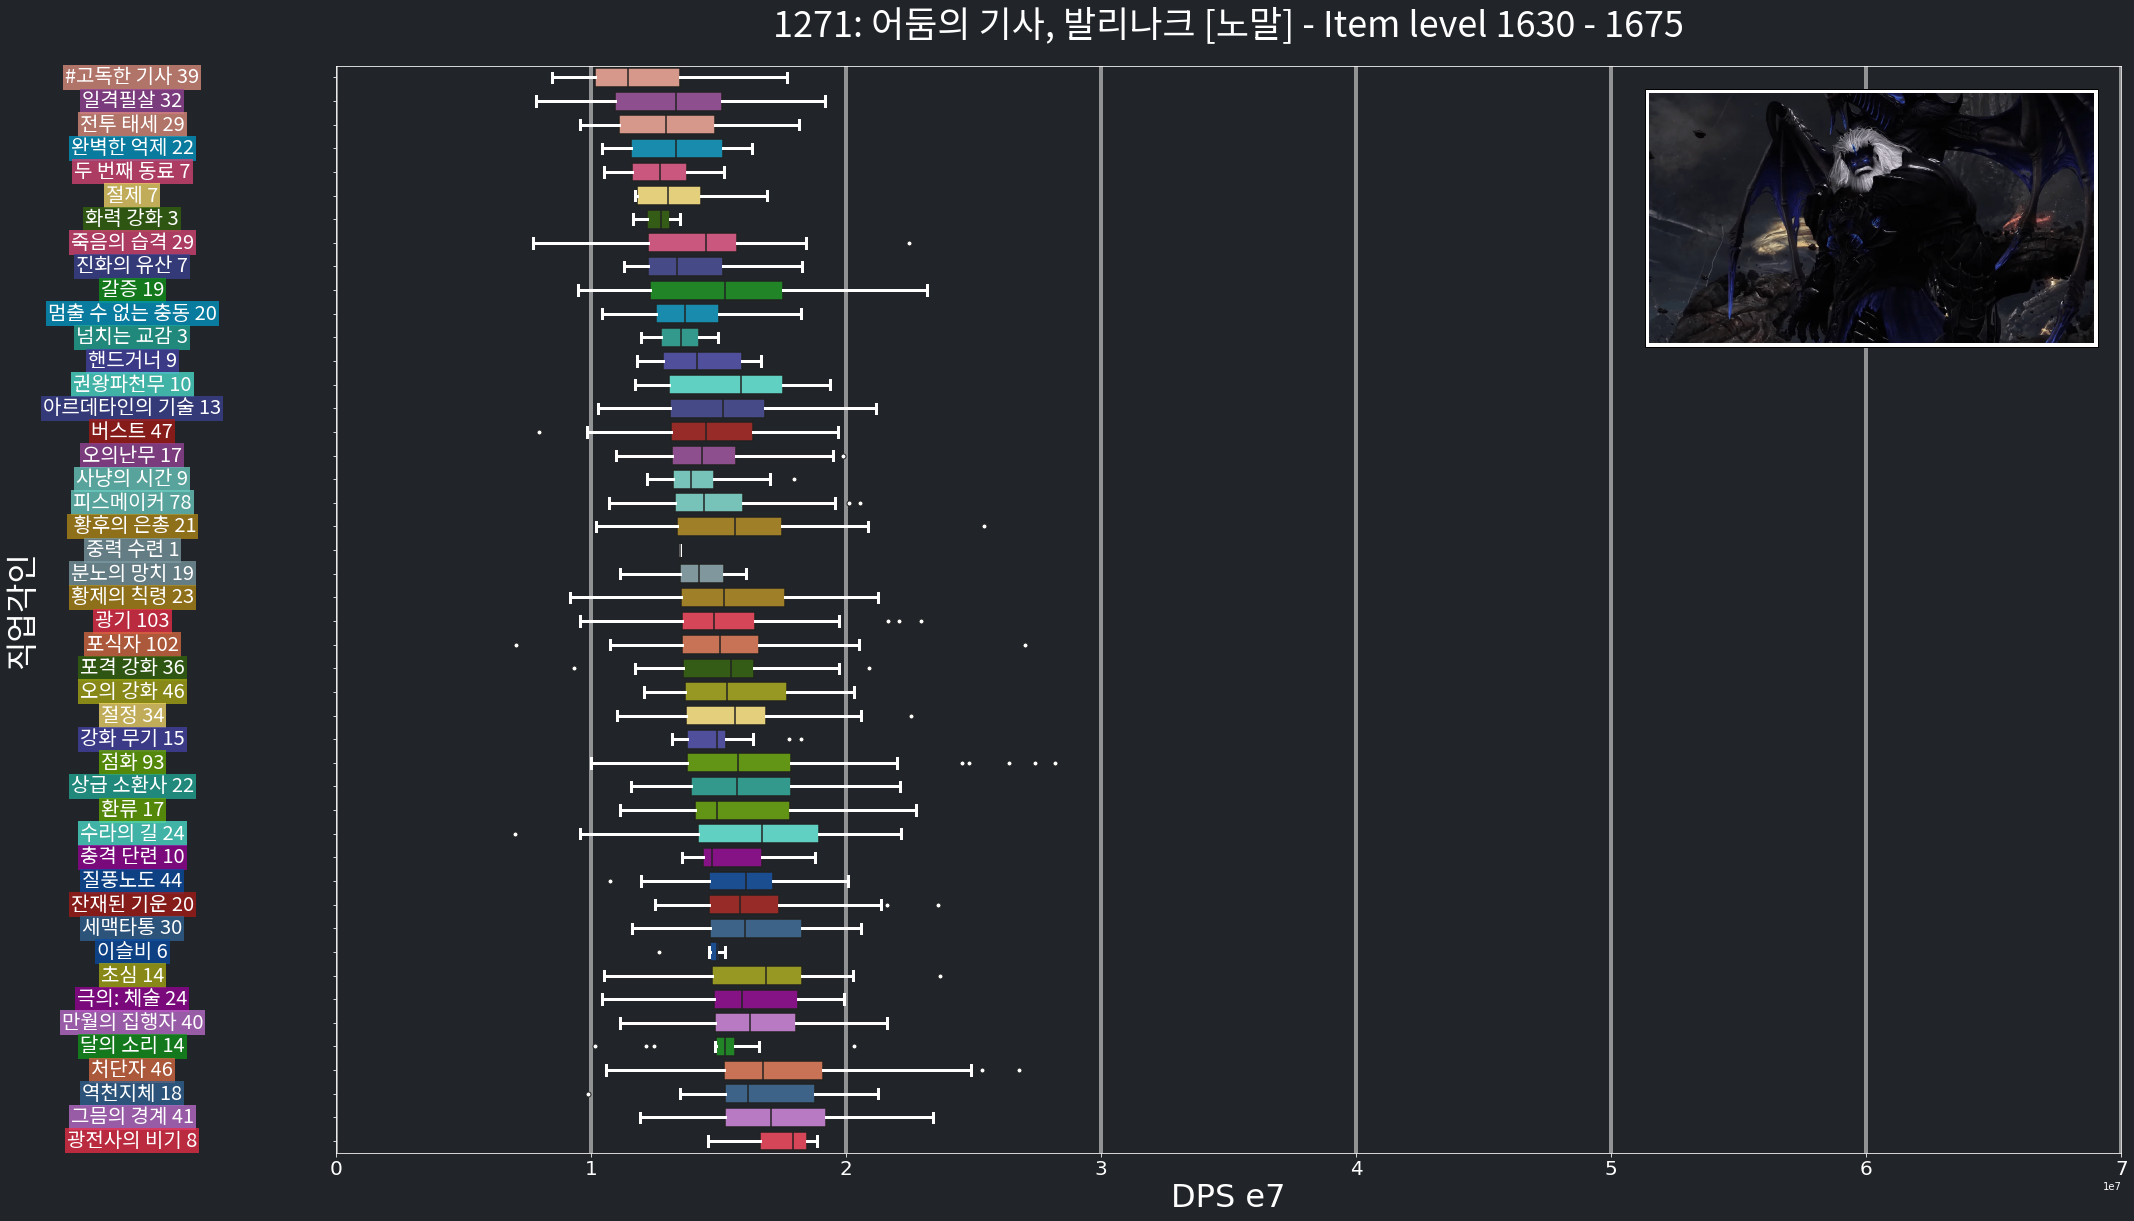 1271: 어둠의 기사, 발리나크 [노말] - Item level 1630 - 1675
#고독한 기사 39
일격필살 32
전투 태세 29
완벽한 억제 22
두 번째 동료 7
절제 7
화력 강화 3
죽음의 습격 29
진화의 유산 7
갈증 19
멈출 수 없는 충동 20
넘치는 교감 3
핸드거너 9
권왕파천무 10
아르데타인의 기술 13
버스트 47
오의난무 17
사냥의 시간 9
피스메이커 78
황후의 은총 21
중력 수련 1
분노의 망치 19
황제의 칙령 23
광기 103
포식자 102
포격 강화 36
오의 강화 46
절정 34
강화 무기 15
점화 93
상급 소환사 22
환류 17
수라의 길 24
충격 단련 10
질풍노도 44
잔재된 기운 20
세맥타통 30
이슬비 6
초심 14
극의: 체술 24
만월의 집행자 40
달의 소리 14
처단자 46
역천지체 18
그믐의 경계 41
광전사의 비기 8
직업각인
0 1 2 3 4 5 6 7
1e7
DPS e7